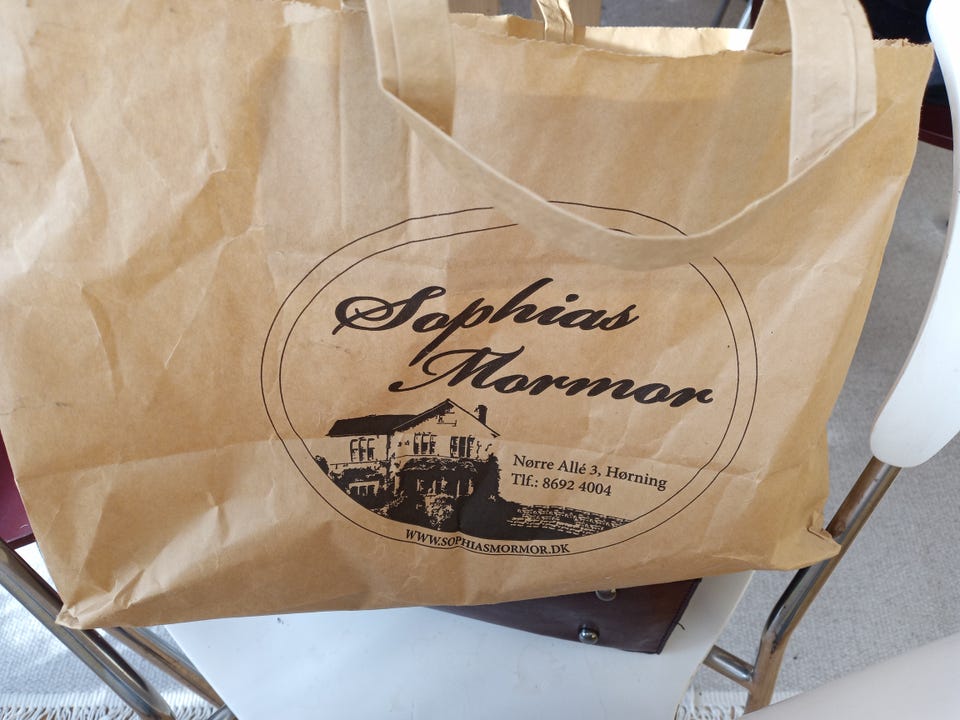 Sophias
Mormor
Nørre Allé 3, Hørning
Tlf.: 8692 4004
WWW.SOPHIASMORMOR.DK